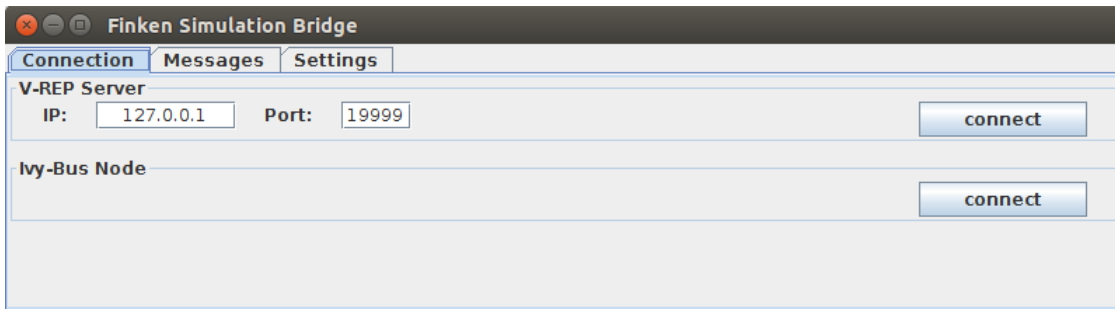 Finken Simulation Bridge
Connection Messages Settings
V-REP Server
IP: 127.0.0.1 Port: 19999 connect
Ivy-Bus Node
connect